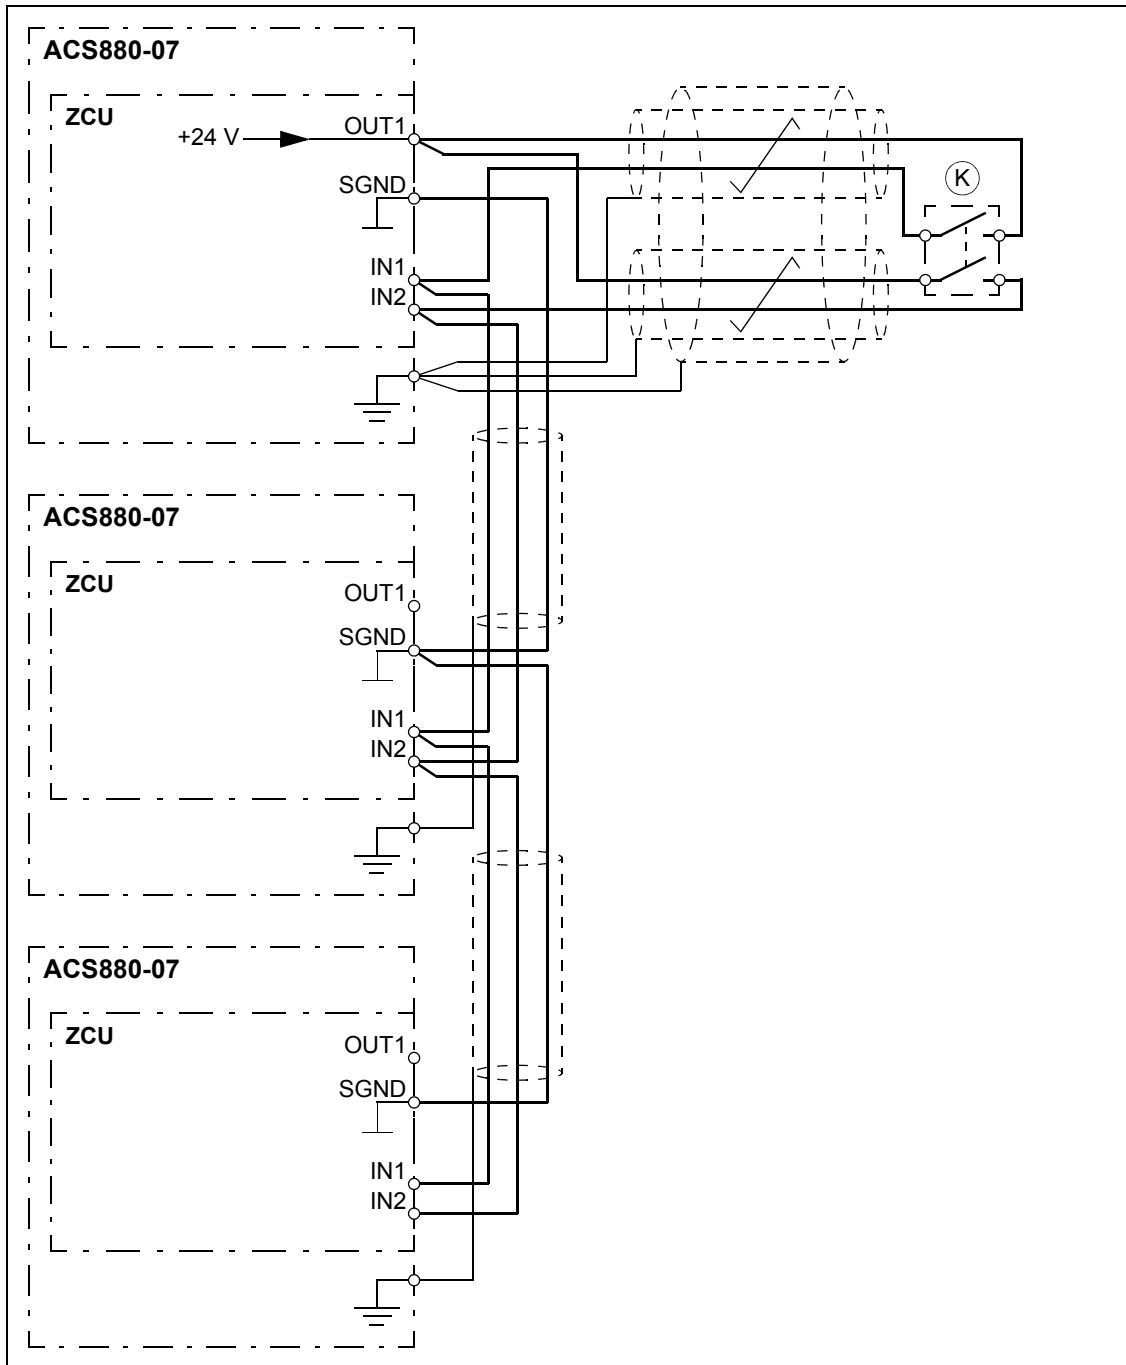 ACS880-07
ZCU
+24 V
OUT1
SGND
K
IN1
IN2
ACS880-07
ZCU
OUT1
SGND
IN1
IN2
ACS880-07
ZCU
OUT1
SGND
IN1
IN2